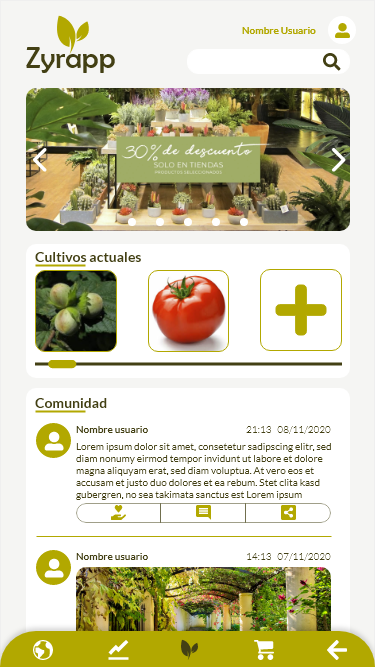 Zyrapp
Nombre Usuario
30% de descuento
SOLO EN TIENDAS
PRODUCTOS SELECCIONADOS
Cultivos actuales
Comunidad
Nombre usuario
21:13 08/11/2020
Lorem ipsum dolor sit amet, consetetur sadipscing elitr, sed
diam nonumy eirmod tempor invidunt ut labore et dolore
magna aliquyam erat, sed diam voluptua. At vero eos et
accusam et justo duo dolores et ea rebum. Stet clita kasd
gubergren, no sea takimata sanctus est Lorem ipsum
Nombre usuario
14:13 07/11/2020